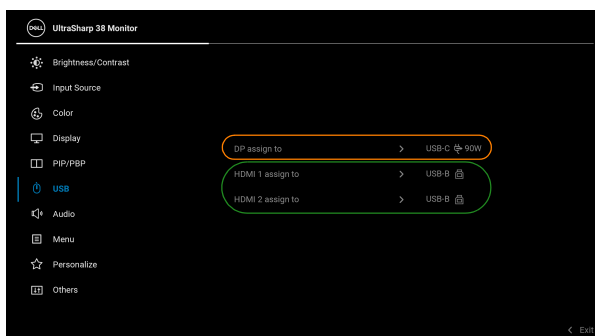 DELL UltraSharp 38 Monitor
Brightness/Contrast
Input Source
Color
Display
DP assign to > USB-C 90W
PIP/PBP
HDMI 1 assign to > USB-B
USB
HDMI 2 assign to > USB-B
Audio
Menu
Personalize
Others
< Exit